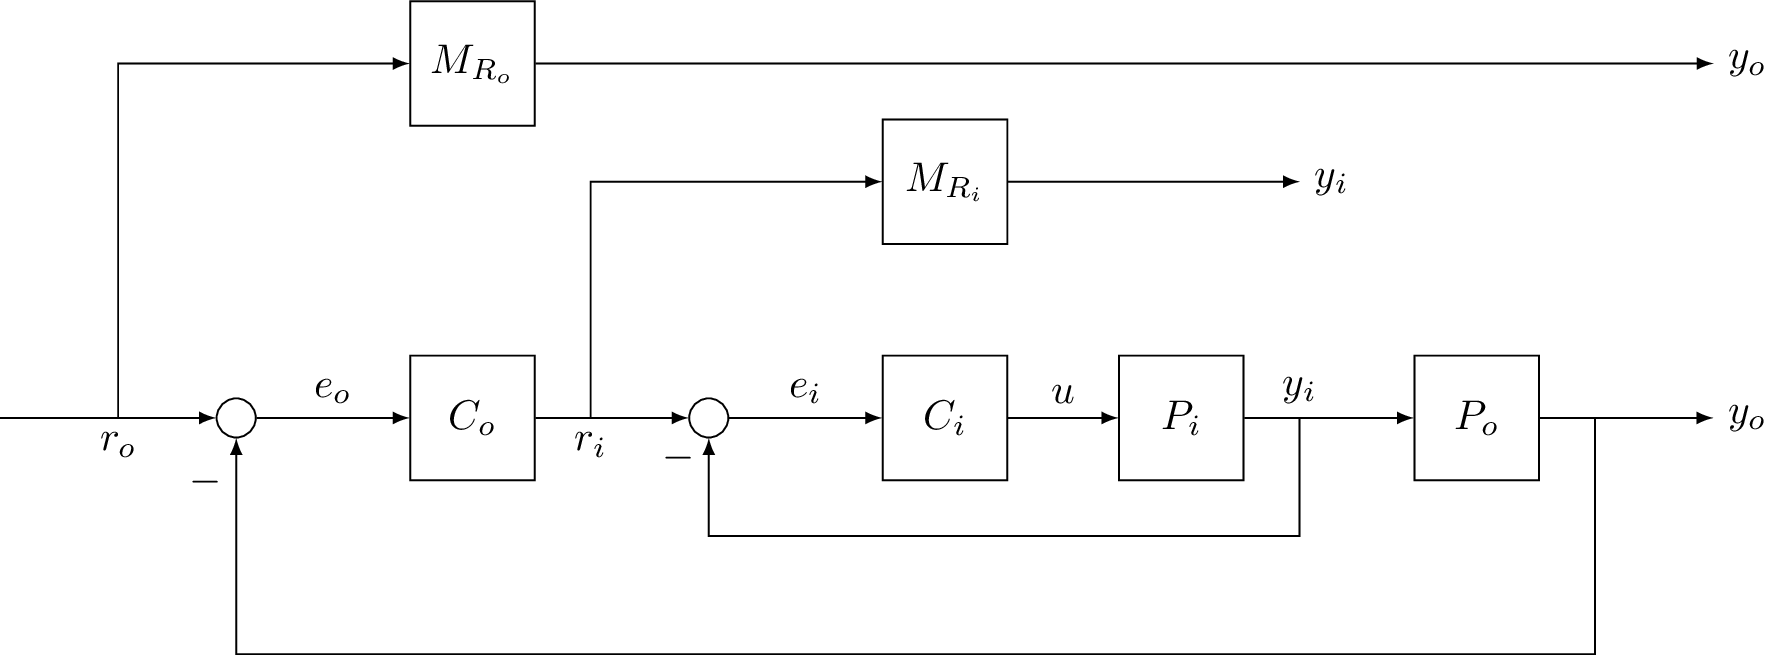 M_{R_o} y_o
M_{R_i} y_i
e_o e_i u y_i
C_o C_i P_i P_o y_o
r_o r_i
−
−